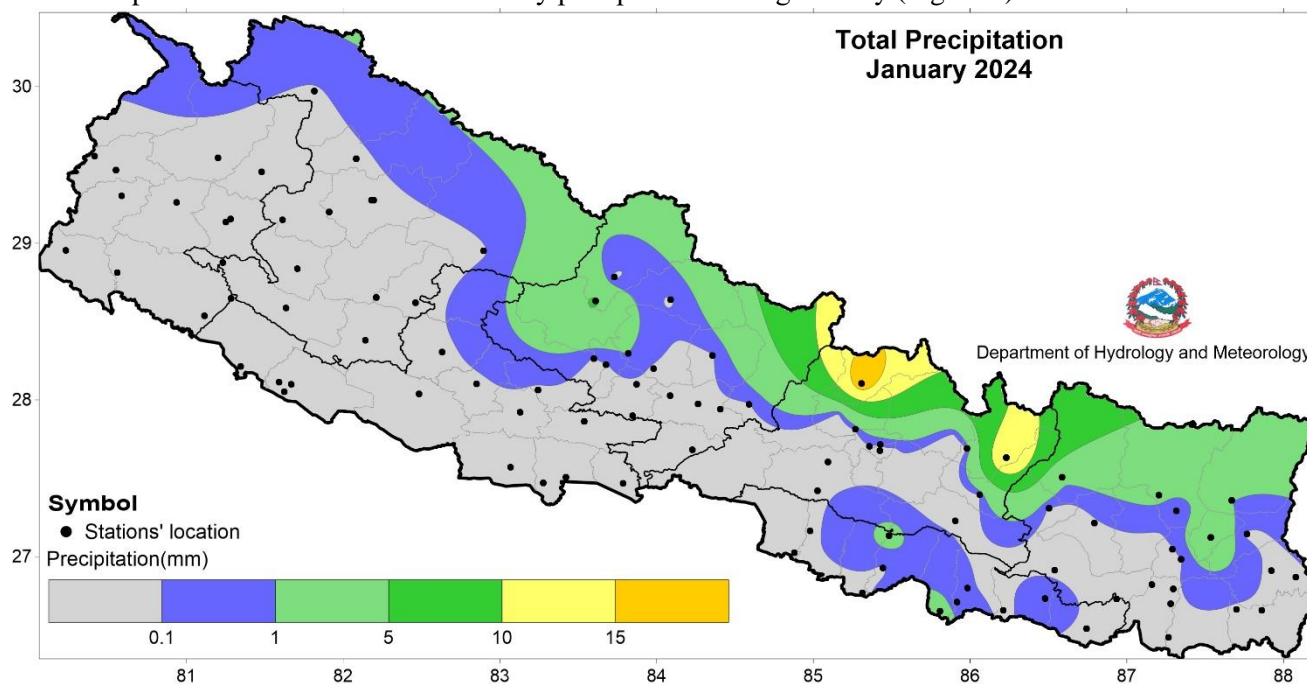 Total Precipitation
January 2024
30
29
28
27
Department of Hydrology and Meteorology
Symbol
Stations' location
Precipitation(mm)
0.1 1 5 10 15
81 82 83 84 85 86 87 88